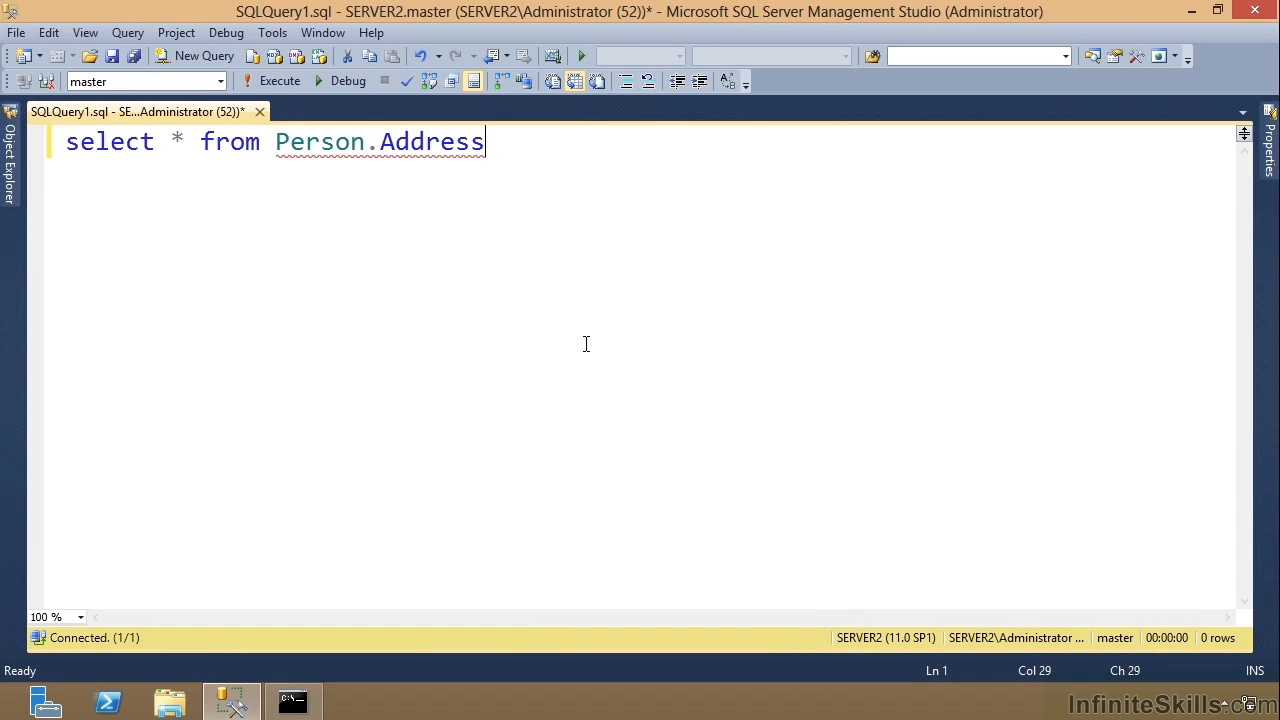 SQLQuery1.sql - SERVER2.master (SERVER2\Administrator (52))* - Microsoft SQL Server Management Studio (Administrator)
File Edit View Query Project Debug Tools Window Help
New Query
master Execute Debug
SQLQuery1.sql - SE...Administrator (52))*
select * from Person.Address
Object Explorer
Properties
100 %
Connected. (1/1) SERVER2 (11.0 SP1) SERVER2\Administrator ... master 00:00:00 0 rows
Ready Ln 1 Col 29 Ch 29 INS
InfiniteSkills.com